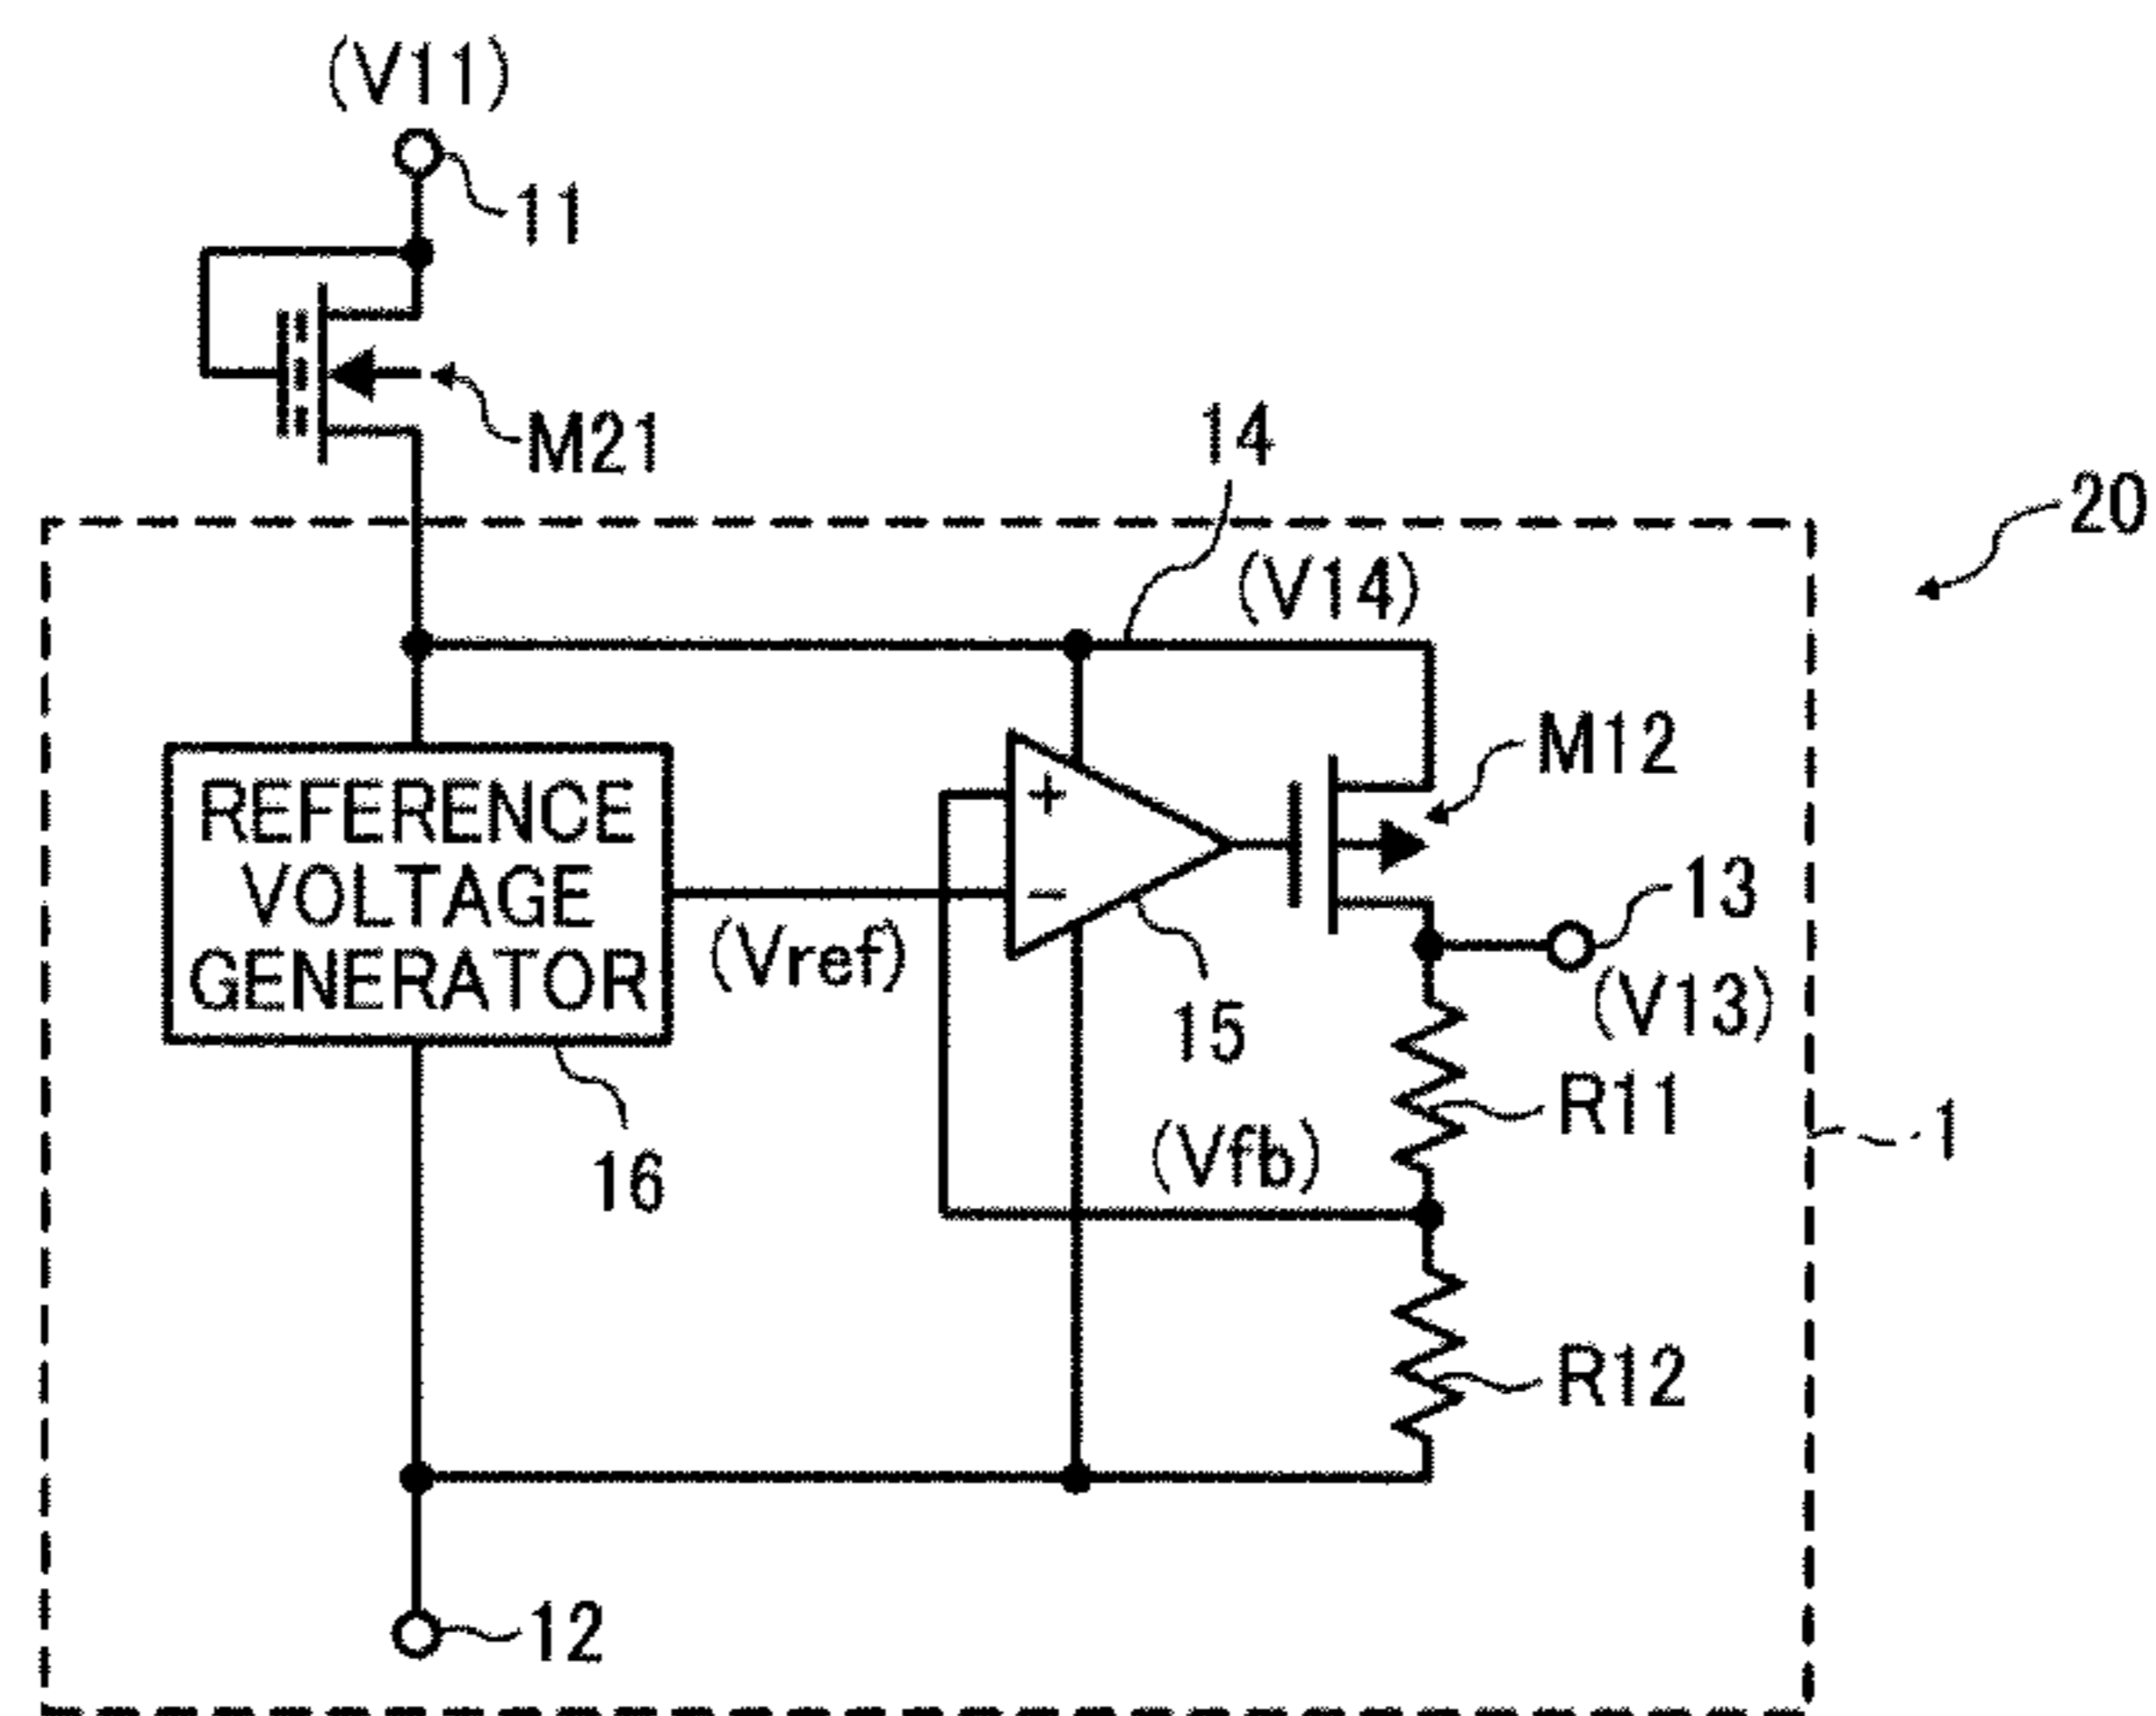 (V11)
11
M21
14
20
(V14)
M12
REFERENCE
VOLTAGE
GENERATOR
+
−
(Vref)
15
13
(V13)
R11
1
16
(Vfb)
R12
12